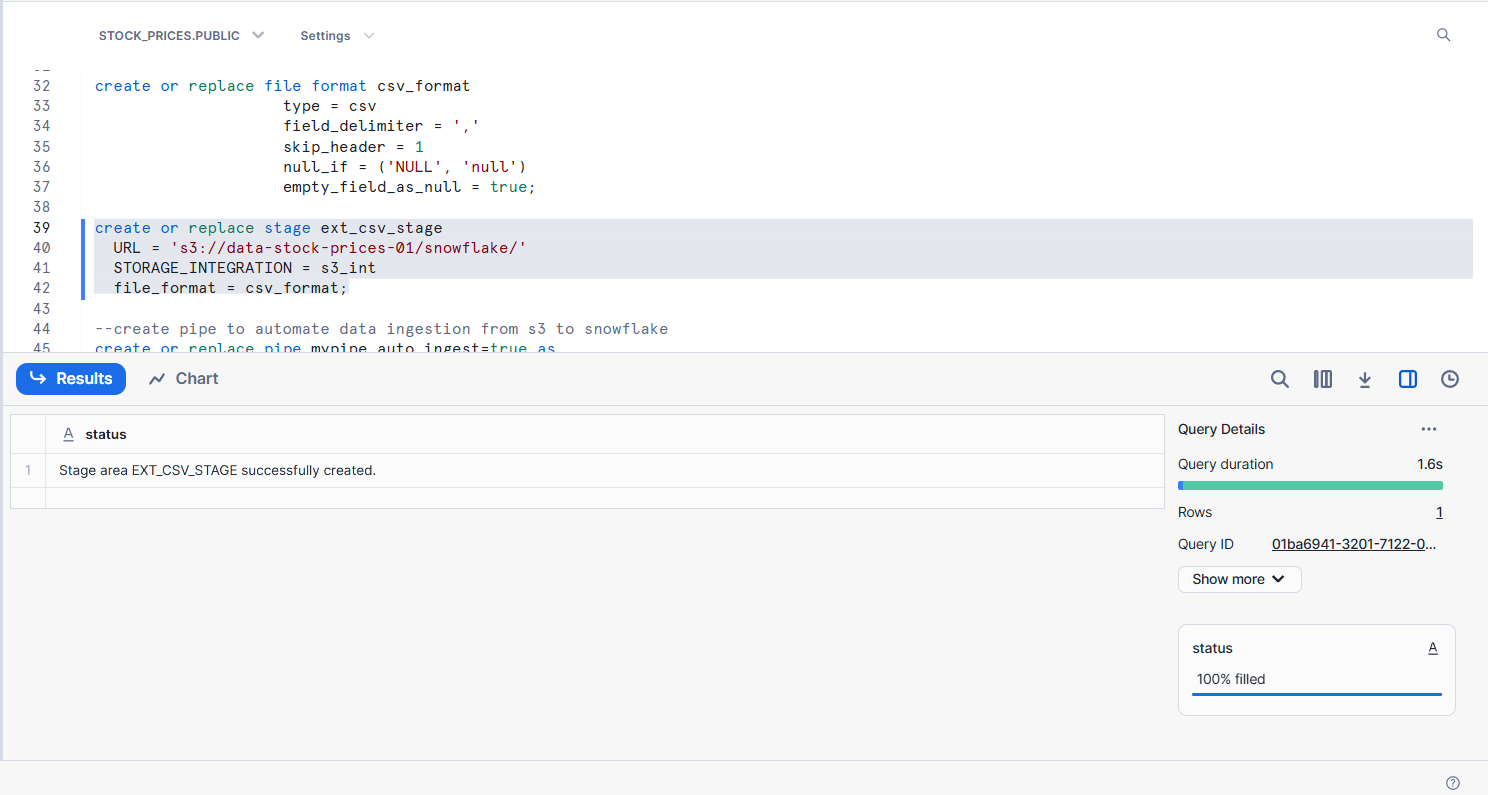 STOCK_PRICES.PUBLIC Settings
32 create or replace file format csv_format
33 type = csv
34 field_delimiter = ','
35 skip_header = 1
36 null_if = ('NULL', 'null')
37 empty_field_as_null = true;
38
39 create or replace stage ext_csv_stage
40 URL = 's3://data-stock-prices-01/snowflake/'
41 STORAGE_INTEGRATION = s3_int
42 file_format = csv_format;
43
44 --create pipe to automate data ingestion from s3 to snowflake
45 create or replace pipe mypipe auto_ingest=true as
Results Chart
A status
1 Stage area EXT_CSV_STAGE successfully created.
Query Details ...
Query duration 1.6s
Rows 1
Query ID 01ba6941-3201-7122-0...
Show more
status A
100% filled